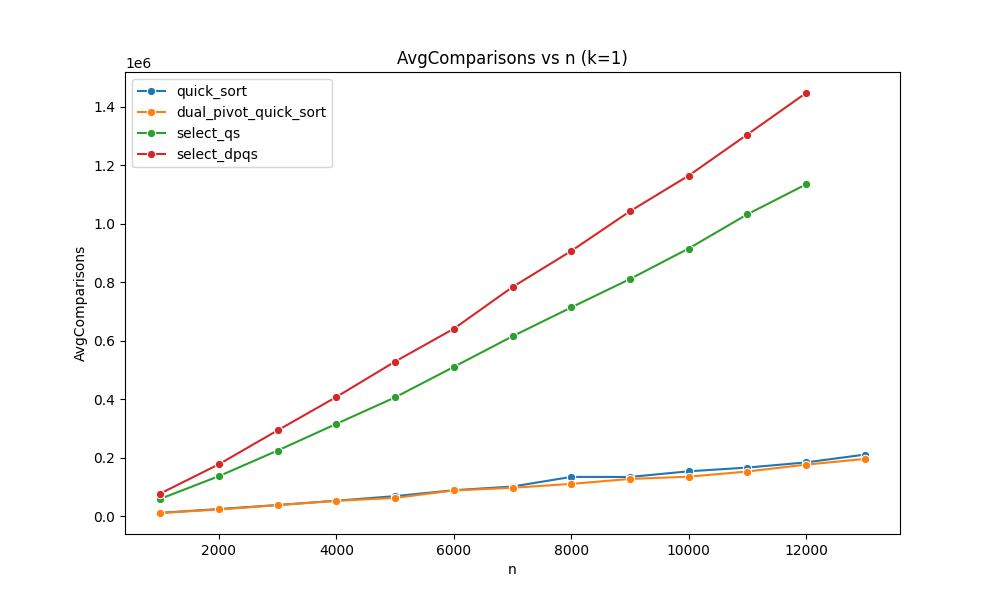 AvgComparisons vs n (k=1)
1e6
quick_sort
dual_pivot_quick_sort
select_qs
select_dpqs
AvgComparisons
1.4
1.2
1.0
0.8
0.6
0.4
0.2
0.0
2000 4000 6000 8000 10000 12000
n